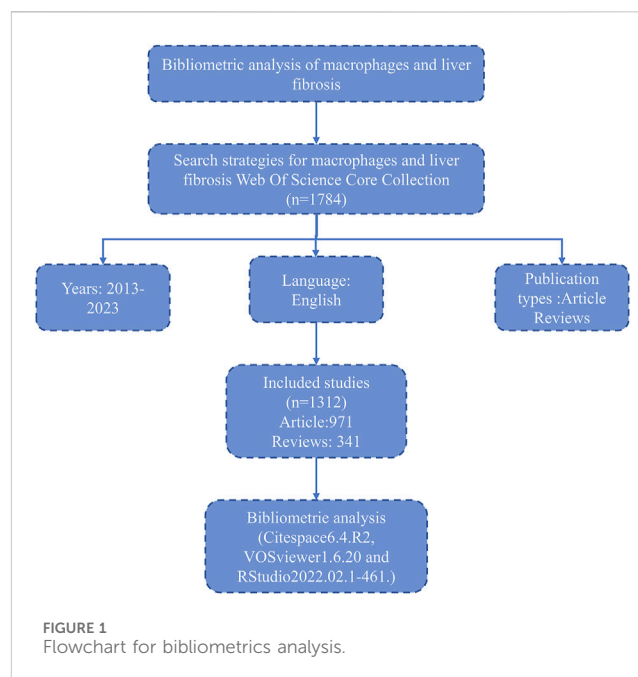 Bibliometric analysis of macrophages and liver
fibrosis
Search strategies for macrophages and liver
fibrosis Web Of Science Core Collection
(n=1784)
Years: 2013-
2023
Language:
English
Publication
types :Article
Reviews
Included studies
(n=1312)
Article:971
Reviews: 341
Bibliometrie analysis
(Citespace6.4.R2,
VOSviewer1.6.20 and
RStudio2022.02.1-461.)
FIGURE 1
Flowchart for bibliometrics analysis.